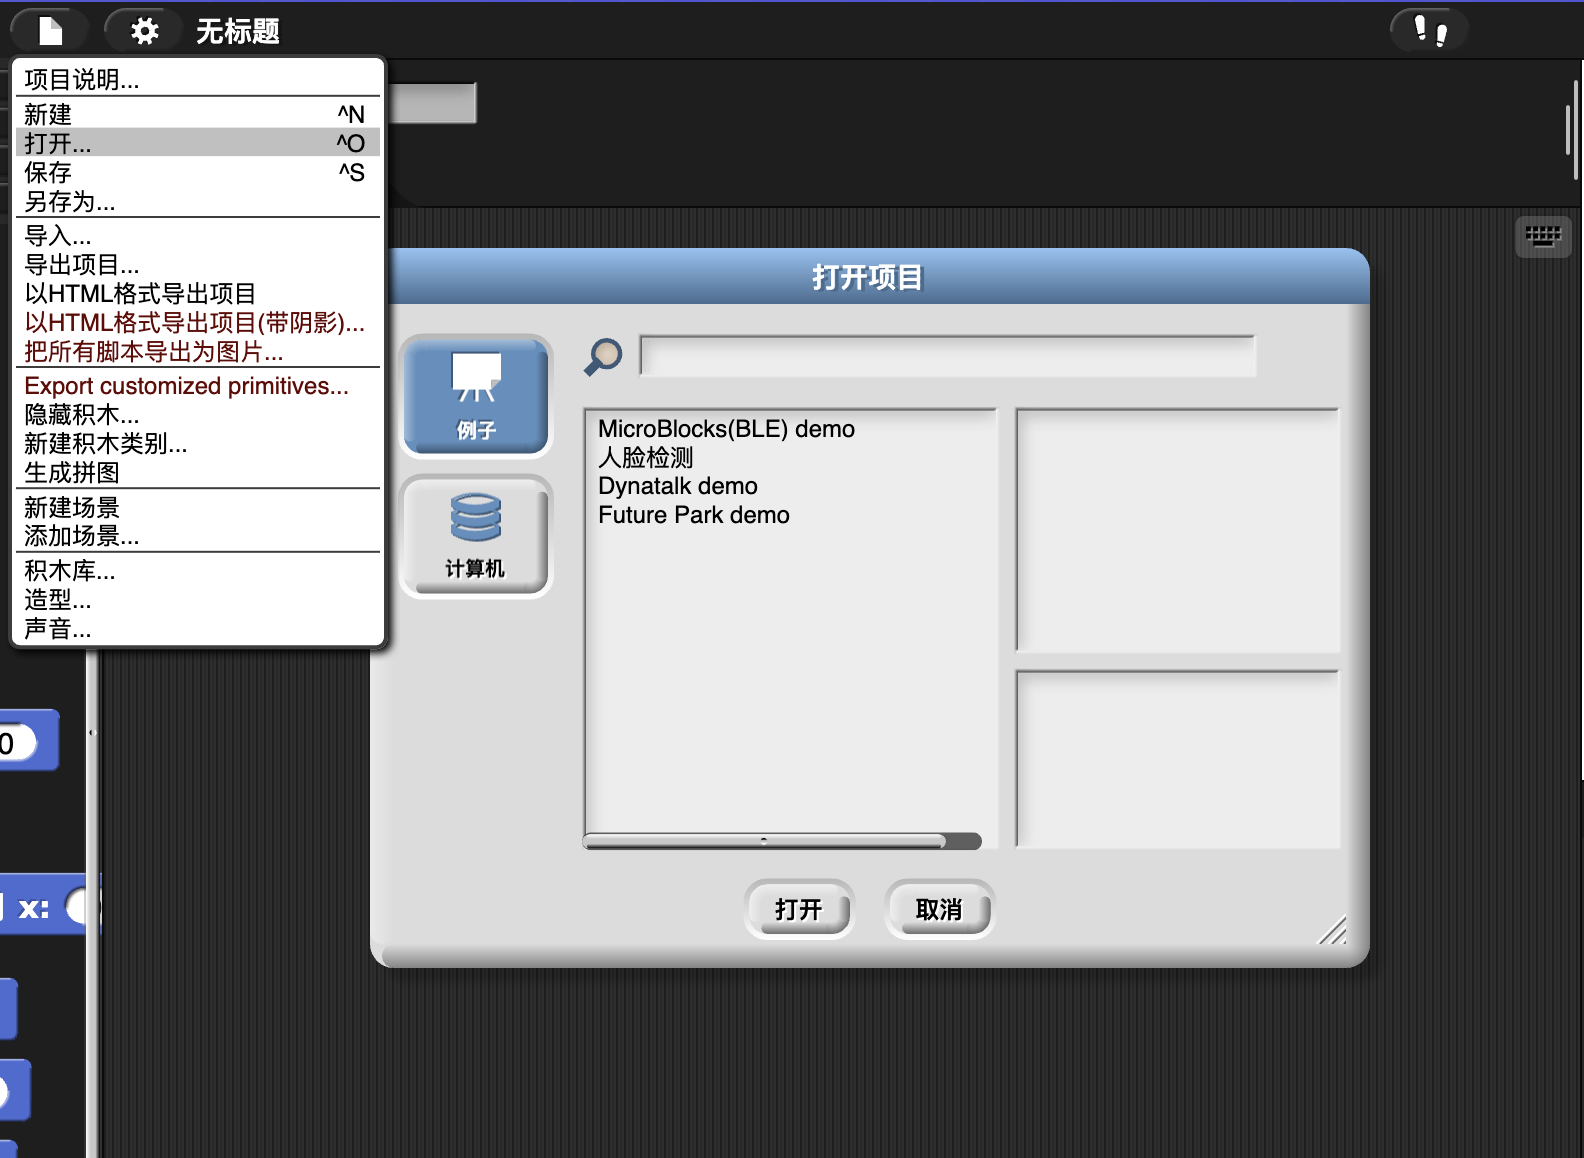 无标题
项目说明...
新建 ^N
打开... ^O
保存 ^S
另存为...
导入...
导出项目...
以HTML格式导出项目
以HTML格式导出项目(带阴影)...
把所有脚本导出为图片...
Export customized primitives...
隐藏积木...
新建积木类别...
生成拼图
新建场景
添加场景...
积木库...
造型...
声音...
打开项目
例子
计算机
MicroBlocks(BLE) demo
人脸检测
Dynatalk demo
Future Park demo
打开
取消
0
x: